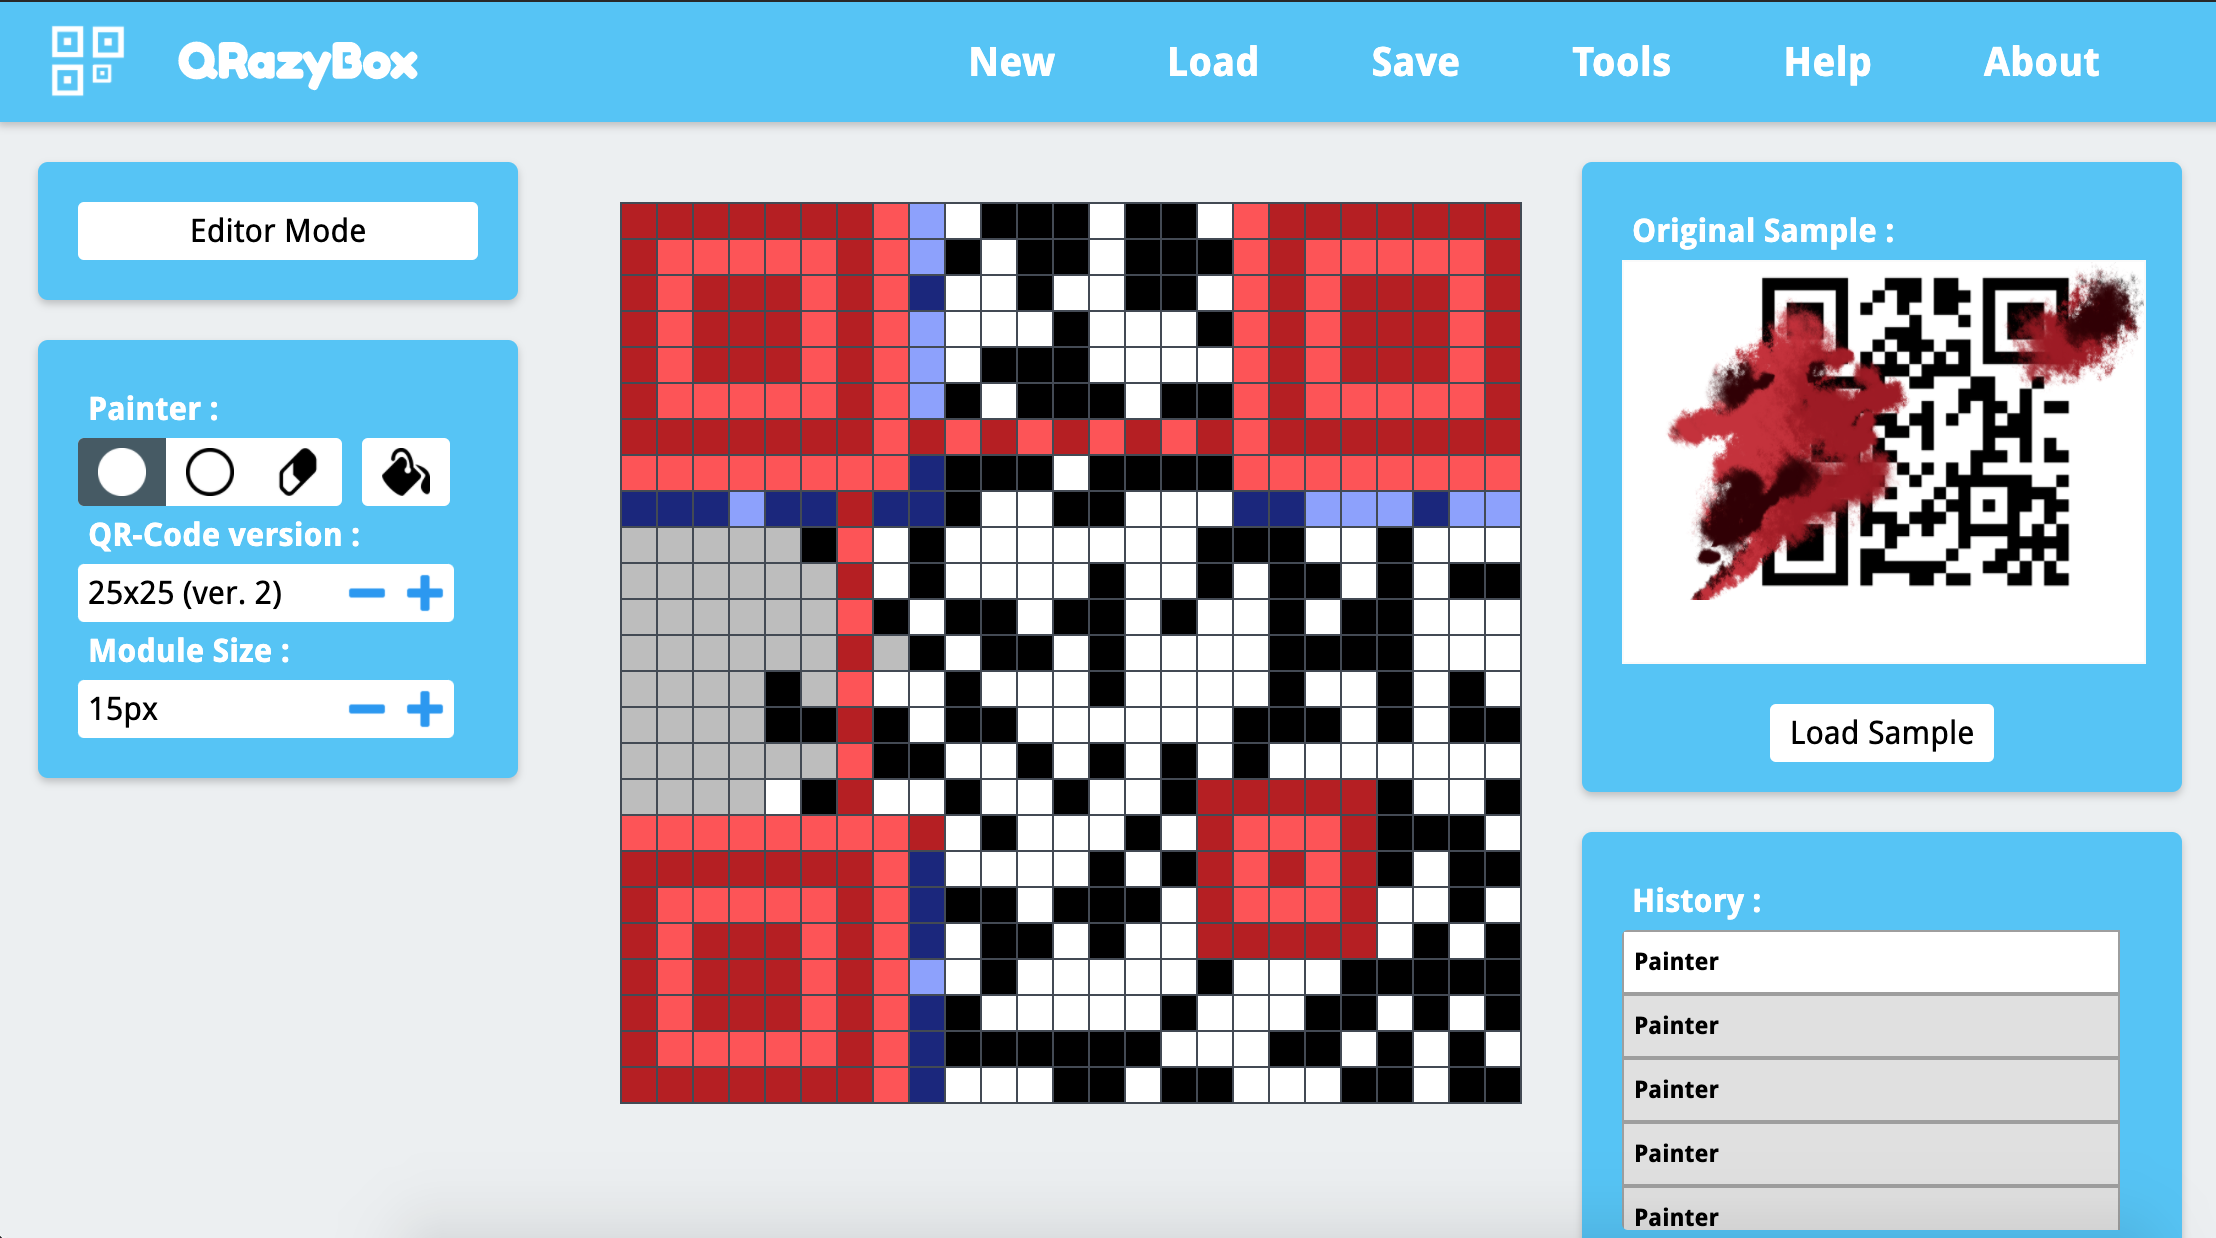 QRazyBox
New
Load
Save
Tools
Help
About
Editor Mode
Painter :
QR-Code version :
25x25 (ver. 2)
Module Size :
15px
Original Sample :
Load Sample
History :
Painter
Painter
Painter
Painter
Painter